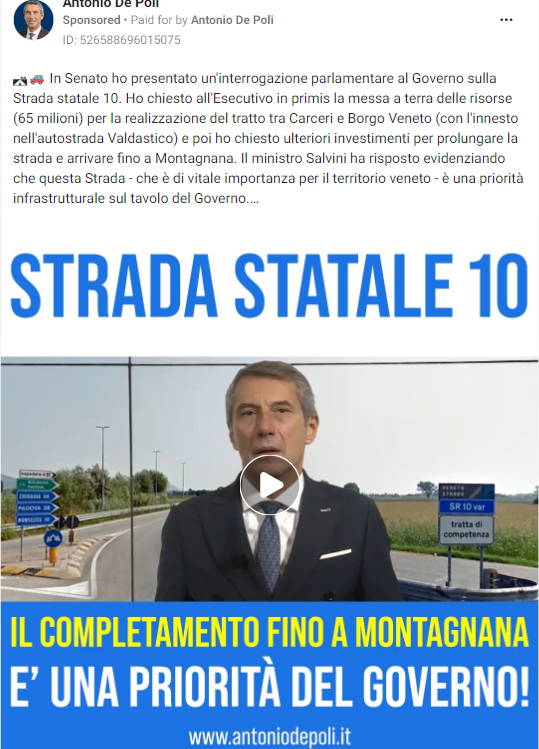 Antonio De Poli
Sponsored • Paid for by Antonio De Poli
ID: 526588696015075
In Senato ho presentato un'interrogazione parlamentare al Governo sulla
Strada statale 10. Ho chiesto all'Esecutivo in primis la messa a terra delle risorse
(65 milioni) per la realizzazione del tratto tra Carceri e Borgo Veneto (con l'innesto
nell'autostrada Valdastico) e poi ho chiesto ulteriori investimenti per prolungare la
strada e arrivare fino a Montagnana. Il ministro Salvini ha risposto evidenziando
che questa Strada - che è di vitale importanza per il territorio veneto - è una priorità
infrastrutturale sul tavolo del Governo....
STRADA STATALE 10
PADOVA
MONSELICE
VENETO
STRADE
SR 10 var
tratta di
competenza
IL COMPLETAMENTO FINO A MONTAGNANA
E' UNA PRIORITÀ DEL GOVERNO!
www.antoniodepoli.it